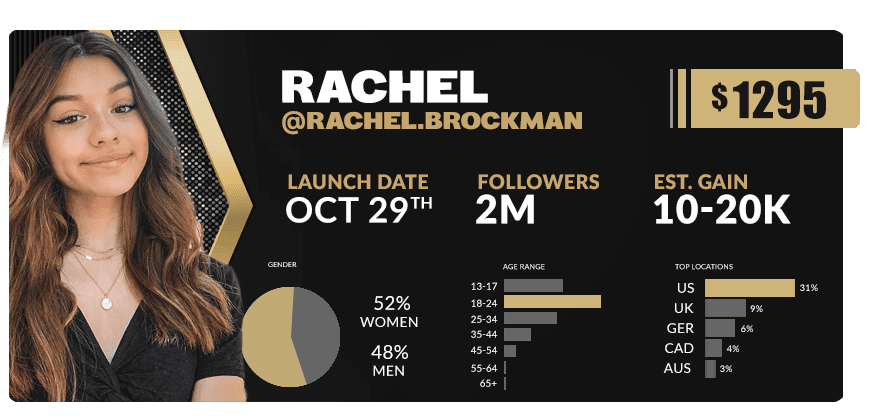 RACHEL
@RACHEL.BROCKMAN
$1295
LAUNCH DATE
OCT 29TH
FOLLOWERS
2M
EST. GAIN
10-20K
GENDER
52%
WOMEN
48%
MEN
AGE RANGE
13-17
18-24
25-34
35-44
45-54
55-64
65+
TOP LOCATIONS
US 31%
UK 9%
GER 6%
CAD 4%
AUS 3%